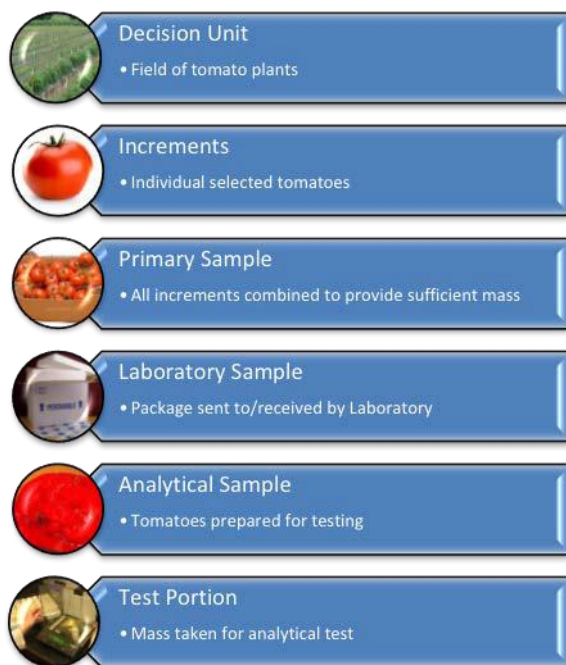 Decision Unit
• Field of tomato plants
Increments
• Individual selected tomatoes
Primary Sample
• All increments combined to provide sufficient mass
Laboratory Sample
• Package sent to/received by Laboratory
Analytical Sample
• Tomatoes prepared for testing
Test Portion
• Mass taken for analytical test